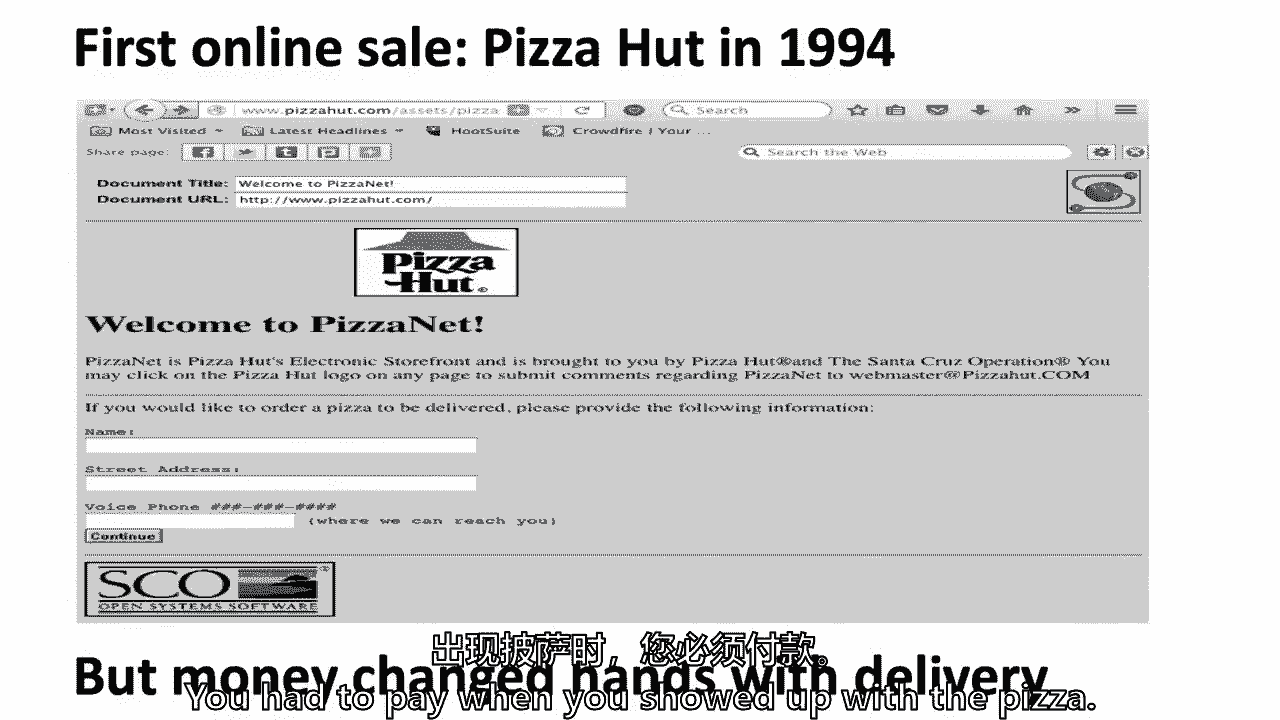 First online sale: Pizza Hut in 1994
www.pizzahut.com/assets/pizza
Search
Most Visited
Latest Headlines
HootSuite
Crowdfire / Your ...
Share page:
Search the Web
Document Title: Welcome to PizzaNet!
Document URL: http://www.pizzahut.com/
Pizza
Hut®
Welcome to PizzaNet!
PizzaNet is Pizza Hut's Electronic Storefront and is brought to you by Pizza Hut®and The Santa Cruz Operation® You
may click on the Pizza Hut logo on any page to submit comments regarding PizzaNet to webmaster@Pizzahut.COM
If you would like to order a pizza to be delivered, please provide the following information:
Name:
Street Address:
Voice Phone ###-###-####
(where we can reach you)
Continue
SCO®
OPEN SYSTEMS SOFTWARE
出现披萨时，您必须付款。
But money changed hands with delivery
You had to pay when you showed up with the pizza.